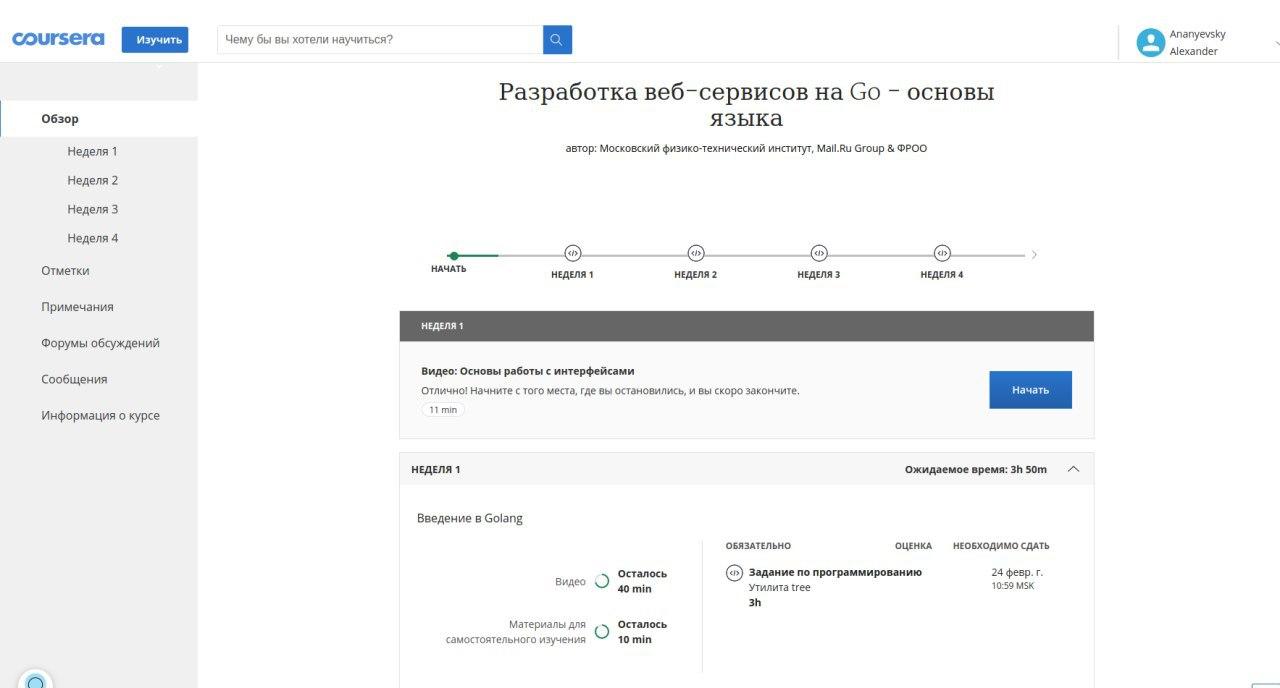 coursera
Изучить
Чему бы вы хотели научиться?
Ananyevsky
Alexander
Обзор
Неделя 1
Неделя 2
Неделя 3
Неделя 4
Отметки
Примечания
Форумы обсуждений
Сообщения
Информация о курсе
Разработка веб-сервисов на Go - основы
языка
автор: Московский физико-технический институт, Mail.Ru Group & ФРОО
НАЧАТЬ
НЕДЕЛЯ 1
НЕДЕЛЯ 2
НЕДЕЛЯ 3
НЕДЕЛЯ 4
НЕДЕЛЯ 1
Видео: Основы работы с интерфейсами
Отлично! Начните с того места, где вы остановились, и вы скоро закончите.
11 min
Начать
НЕДЕЛЯ 1
Ожидаемое время: 3h 50m
Введение в Golang
Видео
Осталось
40 min
Материалы для
самостоятельного изучения
Осталось
10 min
ОБЯЗАТЕЛЬНО
ОЦЕНКА
НЕОБХОДИМО СДАТЬ
Задание по программированию
Утилита tree
3h
24 февр. г.
10:59 MSK